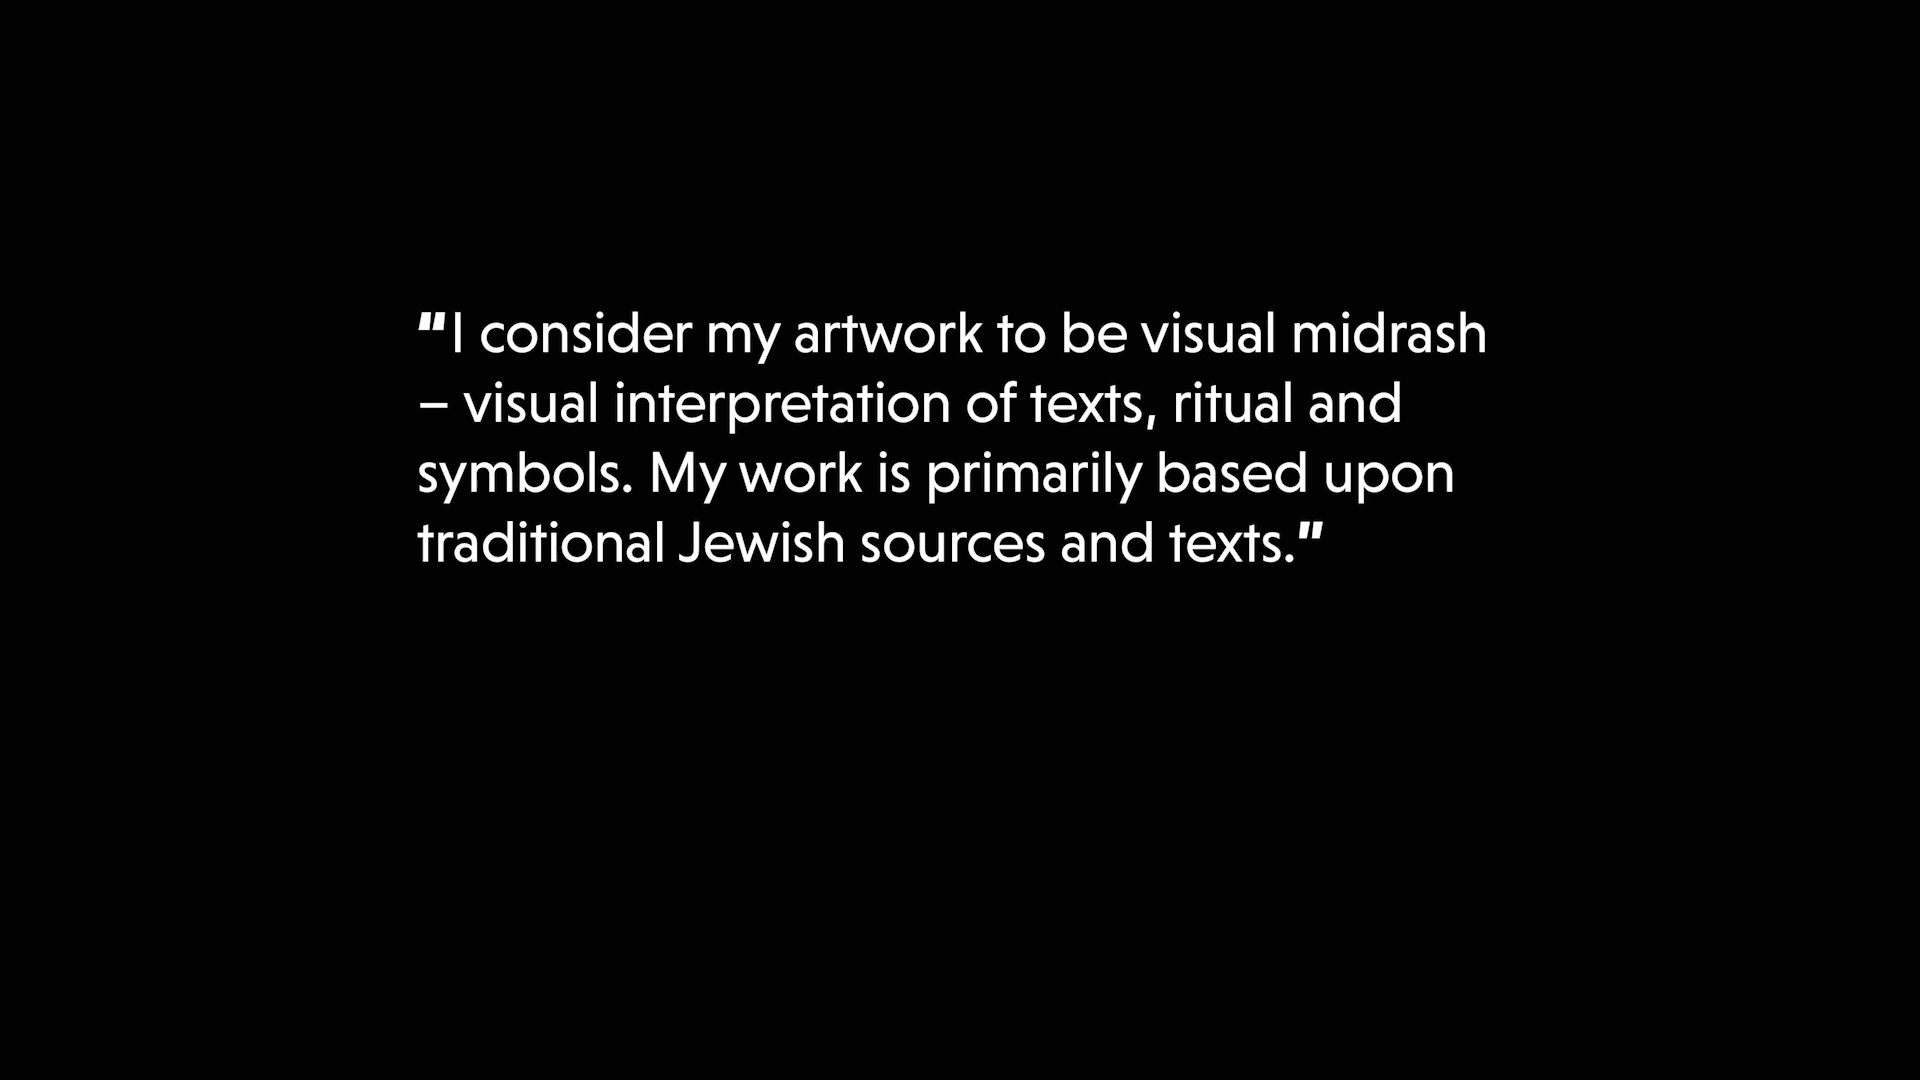 “I consider my artwork to be visual midrash
– visual interpretation of texts, ritual and
symbols. My work is primarily based upon
traditional Jewish sources and texts.”